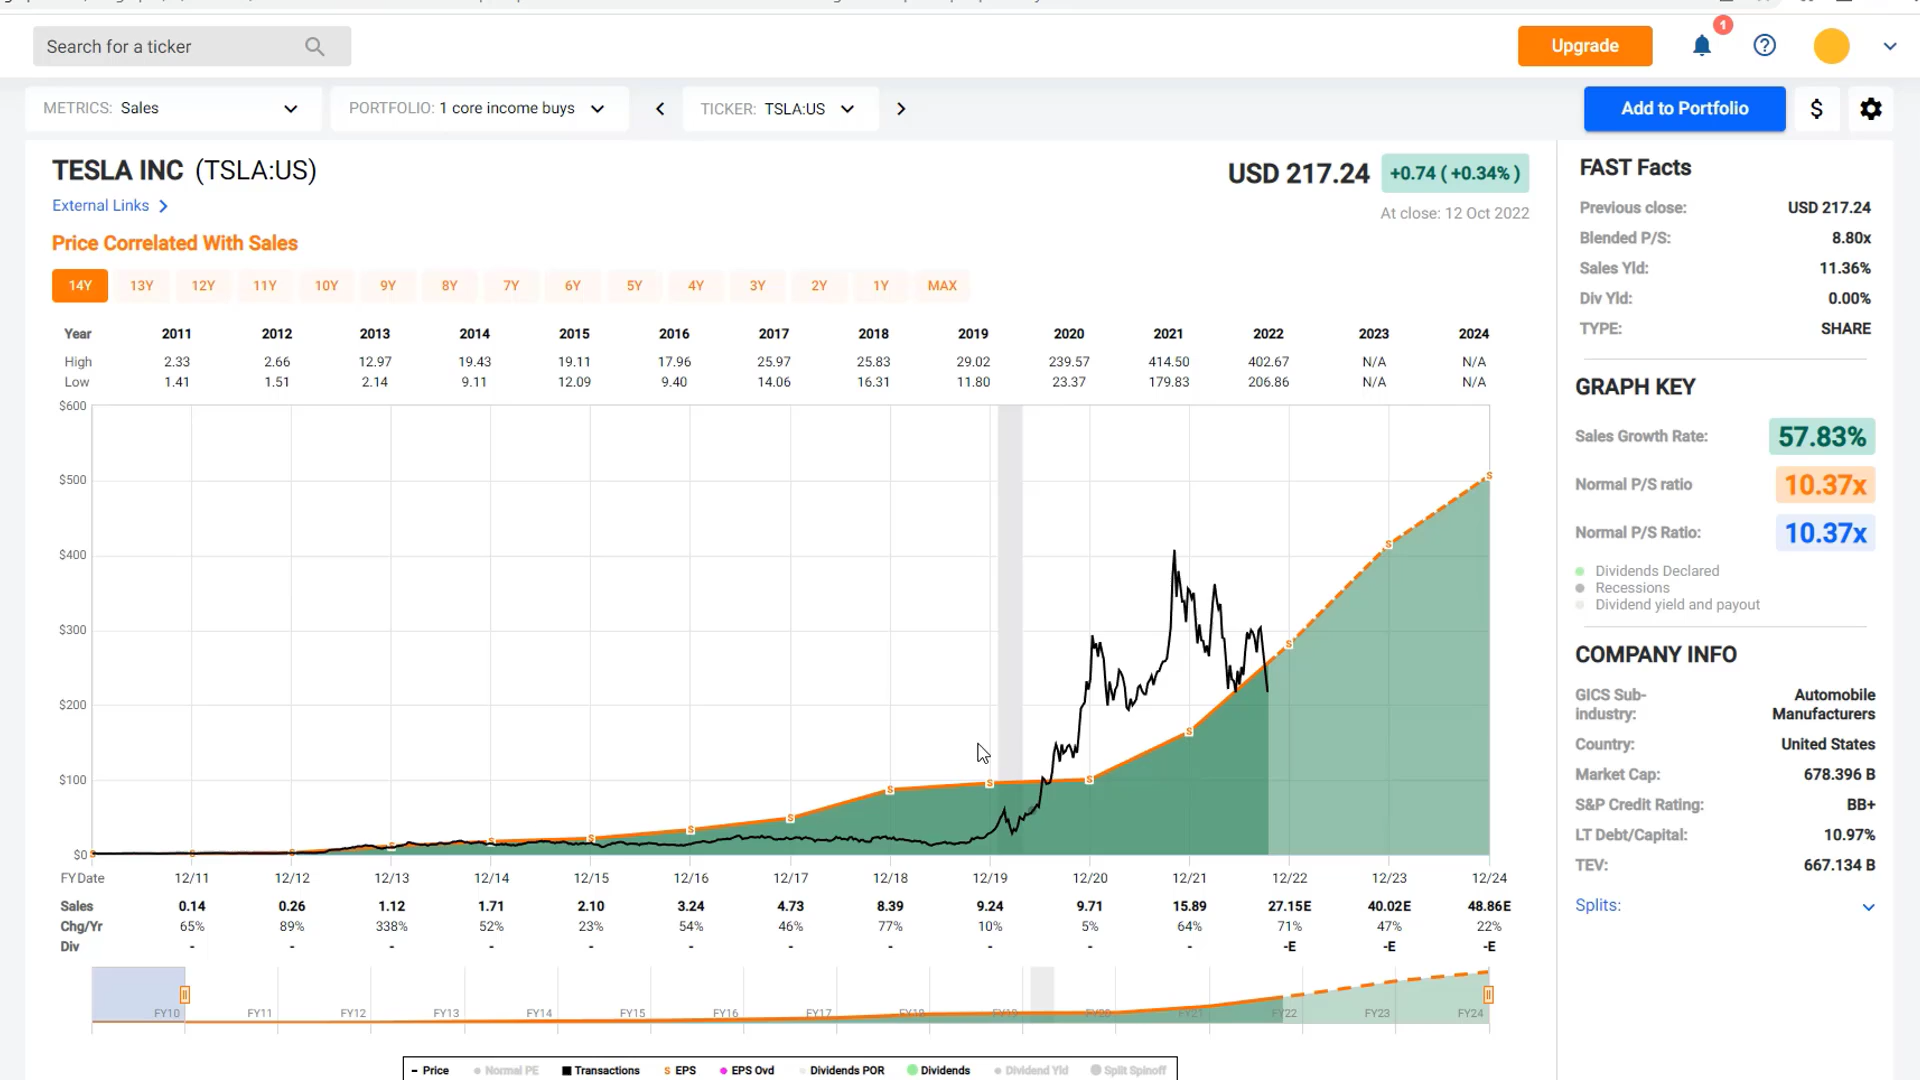 Search for a ticker
Upgrade
1
METRICS: Sales
PORTFOLIO: 1 core income buys
TICKER: TSLA:US
Add to Portfolio
$
TESLA INC (TSLA:US)
USD 217.24 +0.74 ( +0.34% )
External Links
At close: 12 Oct 2022
Price Correlated With Sales
14Y 13Y 12Y 11Y 10Y 9Y 8Y 7Y 6Y 5Y 4Y 3Y 2Y 1Y MAX
Year 2011 2012 2013 2014 2015 2016 2017 2018 2019 2020 2021 2022 2023 2024
High 2.33 2.66 12.97 19.43 19.11 17.96 25.97 25.83 29.02 239.57 414.50 402.67 N/A N/A
Low 1.41 1.51 2.14 9.11 12.09 9.40 14.06 16.31 11.80 23.37 179.83 206.86 N/A N/A
$600
$500
$400
$300
$200
$100
$0
FY Date 12/11 12/12 12/13 12/14 12/15 12/16 12/17 12/18 12/19 12/20 12/21 12/22 12/23 12/24
Sales 0.14 0.26 1.12 1.71 2.10 3.24 4.73 8.39 9.24 9.71 15.89 27.15E 40.02E 48.86E
Chg/Yr 65% 89% 338% 52% 23% 54% 46% 77% 10% 5% 64% 71% 47% 22%
Div - - - - - - - - - - - -E -E -E
FY10 FY11 FY12 FY13 FY14 FY15 FY16 FY17 FY18 FY19 FY20 FY21 FY22 FY23 FY24
Price Normal PE Transactions EPS EPS Ovd Dividends POR Dividends Dividend Yld Split Spinoff
FAST Facts
Previous close: USD 217.24
Blended P/S: 8.80x
Sales Yld: 11.36%
Div Yld: 0.00%
TYPE: SHARE
GRAPH KEY
Sales Growth Rate: 57.83%
Normal P/S ratio 10.37x
Normal P/S Ratio: 10.37x
Dividends Declared
Recessions
Dividend yield and payout
COMPANY INFO
GICS Sub-industry: Automobile Manufacturers
Country: United States
Market Cap: 678.396 B
S&P Credit Rating: BB+
LT Debt/Capital: 10.97%
TEV: 667.134 B
Splits: